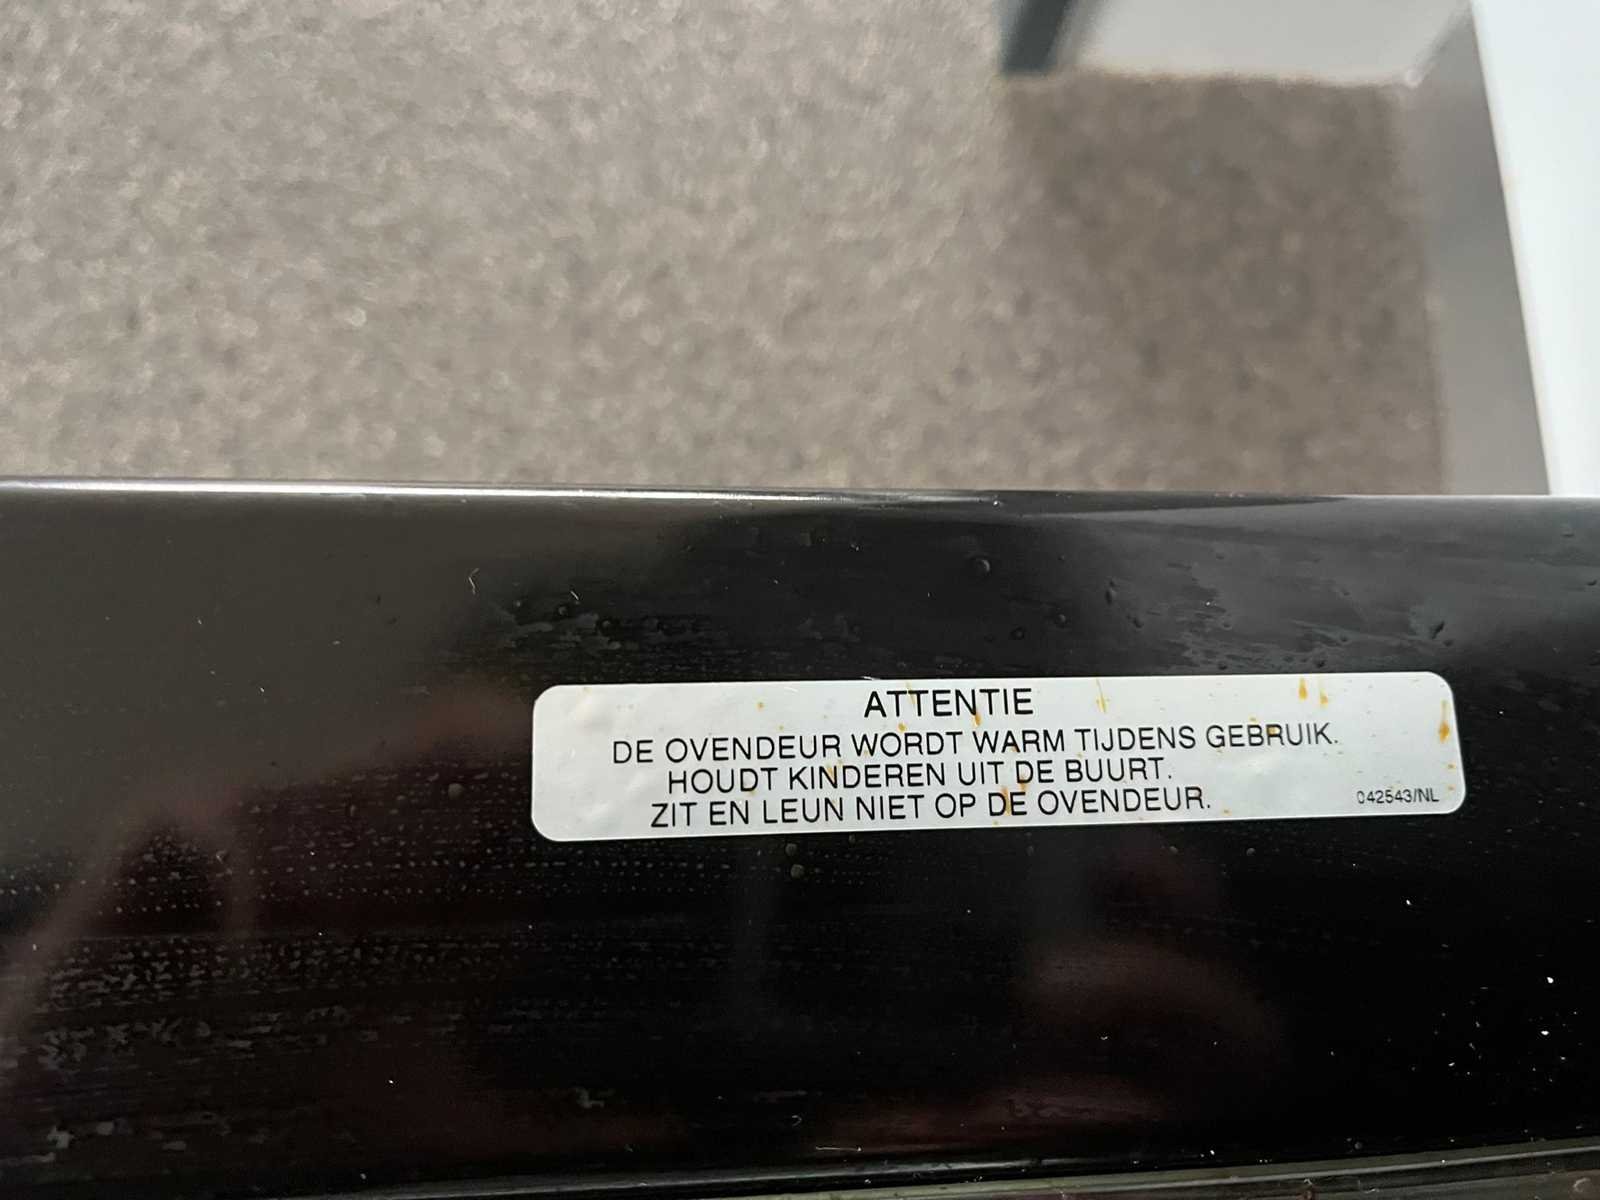 ATTENTIE
DE OVENDEUR WORDT WARM TIJDENS GEBRUIK.
HOUDT KINDEREN UIT DE BUURT.
ZIT EN LEUN NIET OP DE OVENDEUR.
042543/NL